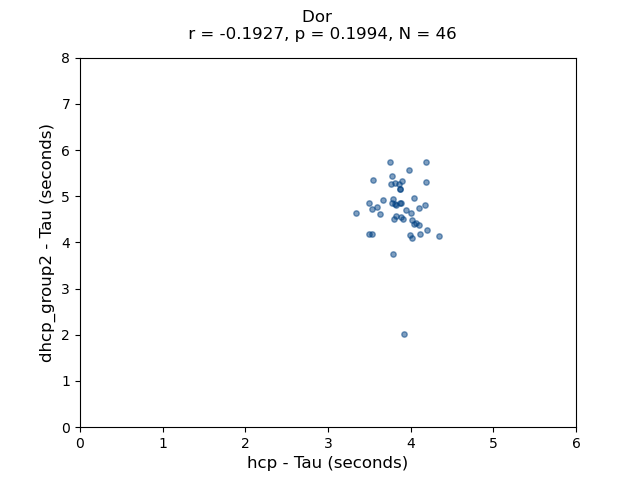 Dor
r = -0.1927, p = 0.1994, N = 46
8
7
6
5
4
3
2
1
0
dhcp_group2 - Tau (seconds)
0 1 2 3 4 5 6
hcp - Tau (seconds)